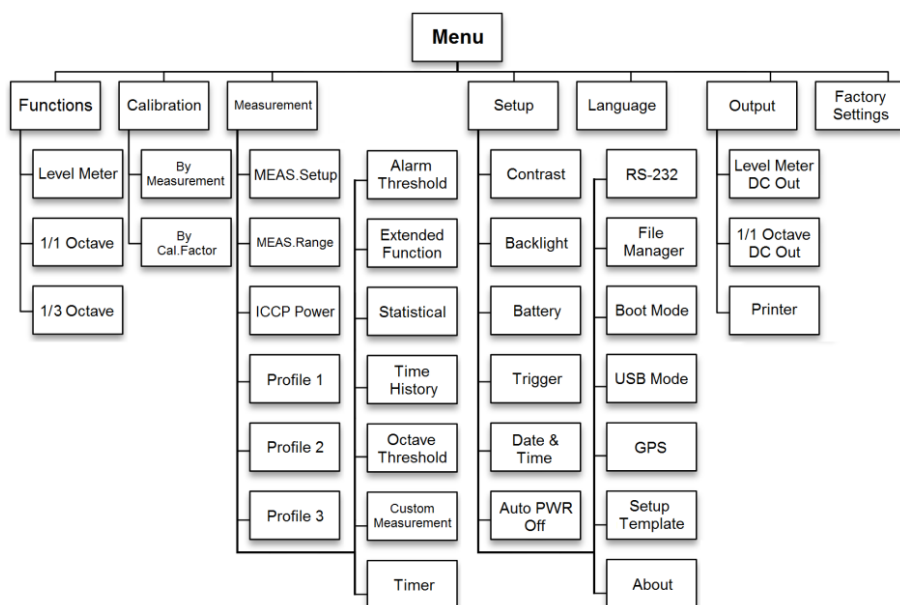 Menu
Functions
Calibration
Measurement
Setup
Language
Output
Factory
Settings
Level Meter
1/1 Octave
1/3 Octave
By
Measurement
By
Cal.Factor
MEAS.Setup
MEAS.Range
ICCP Power
Profile 1
Profile 2
Profile 3
Alarm
Threshold
Extended
Function
Statistical
Time
History
Octave
Threshold
Custom
Measurement
Timer
Contrast
Backlight
Battery
Trigger
Date &
Time
Auto PWR
Off
RS-232
File
Manager
Boot Mode
USB Mode
GPS
Setup
Template
About
Level Meter
DC Out
1/1 Octave
DC Out
Printer